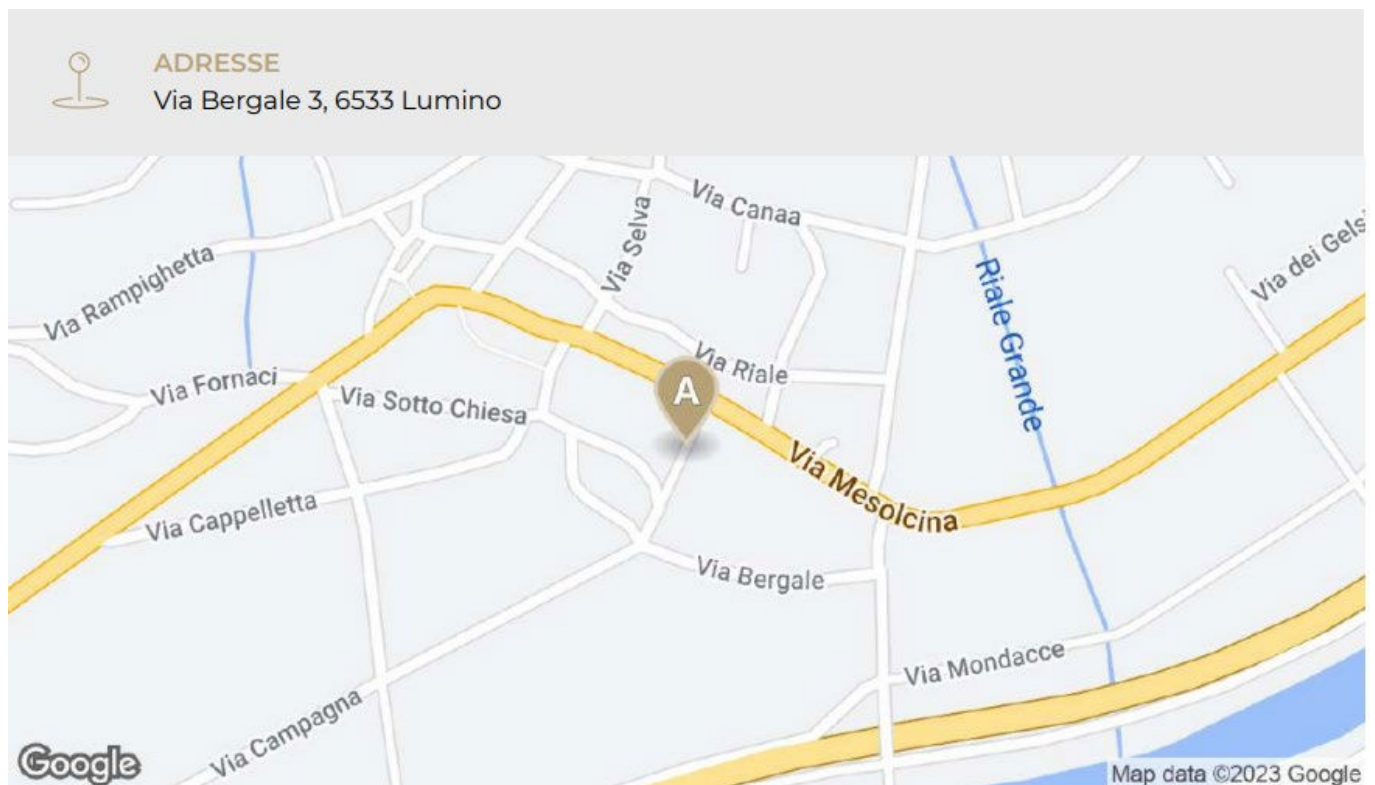 ADRESSE
Via Bergale 3, 6533 Lumino
Via Canaa
Via Selva
Via Rampighetta
Riale Grande
Via dei Gelsi
Via Riale
Via Fornaci
Via Sotto Chiesa
A
Via Mesolcina
Via Cappelletta
Via Bergale
Via Mondacce
Via Campagna
Google
Map data ©2023 Google